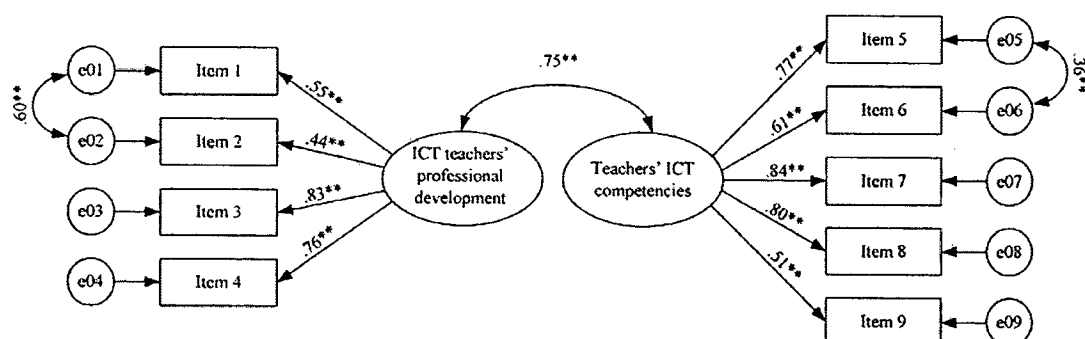 .75**
.60**
e01
Item 1
.55**
e02
Item 2
.44**
e03
Item 3
.83**
e04
Item 4
.76**
ICT teachers'
professional
development
Teachers' ICT
competencies
.77**
Item 5
e05
.36**
.61**
Item 6
e06
.84**
Item 7
e07
.80**
Item 8
e08
.51**
Item 9
e09